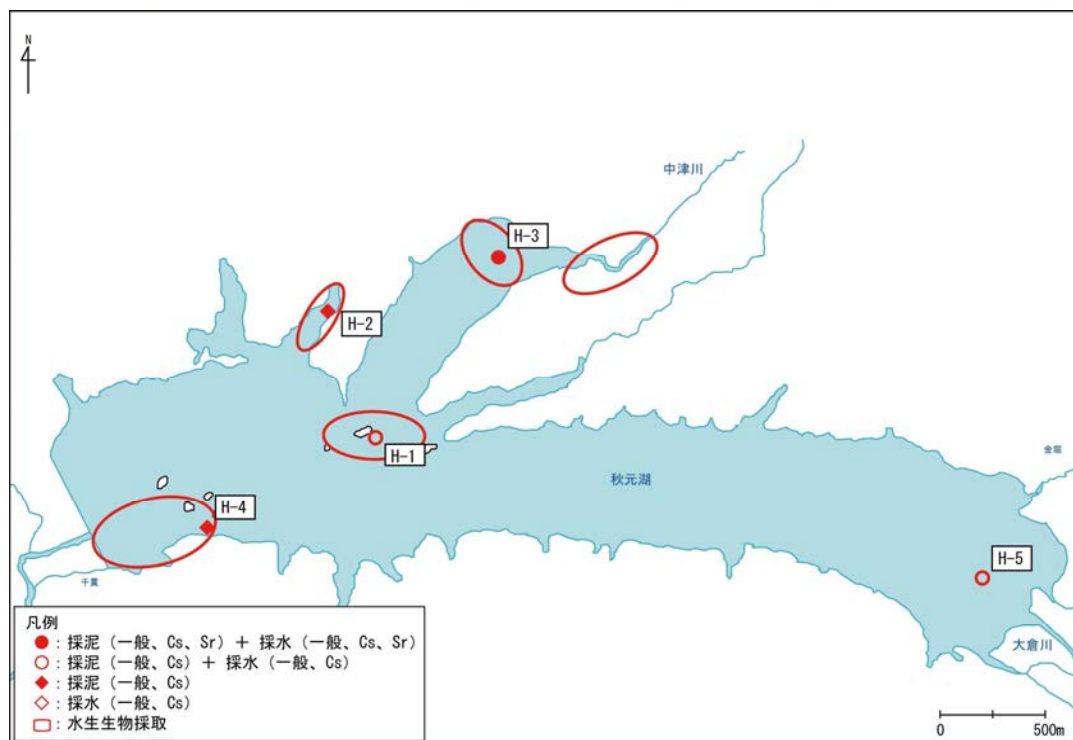 N
4
中津川
H-3
H-2
H-1
秋元湖
金堀
H-4
H-5
千貫
大倉川
凡例
●：採泥（一般、Cs、Sr）＋ 採水（一般、Cs、Sr）
○：採泥（一般、Cs）＋ 採水（一般、Cs）
◆：採泥（一般、Cs）
◇：採水（一般、Cs）
▢：水生生物採取
0 500m